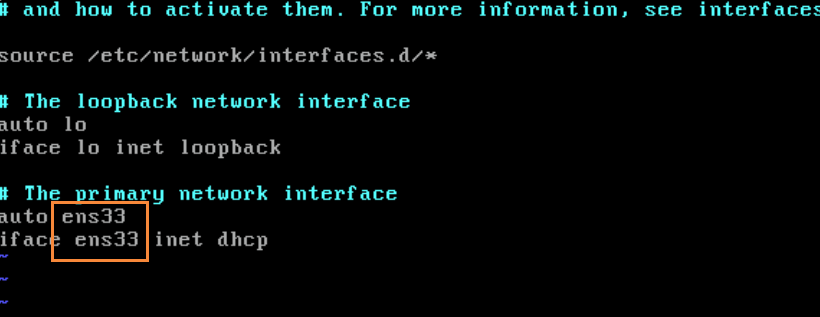 # and how to activate them. For more information, see interfaces
source /etc/network/interfaces.d/*
# The loopback network interface
auto lo
iface lo inet loopback
# The primary network interface
auto ens33
iface ens33 inet dhcp
~
~
~